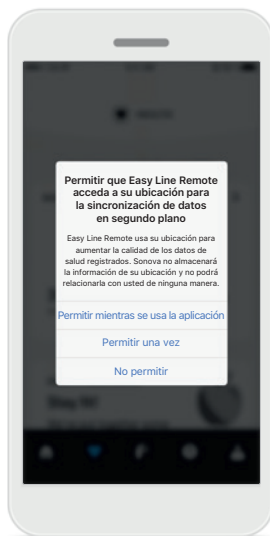 Permitir que Easy Line Remote
acceda a su ubicación para
la sincronización de datos
en segundo plano
Easy Line Remote usa su ubicación para
aumentar la calidad de los datos de
salud registrados. Sonova no almacenará
la información de su ubicación y no podrá
relacionarla con usted de ninguna manera.
Permitir mientras se usa la aplicación
Permitir una vez
No permitir